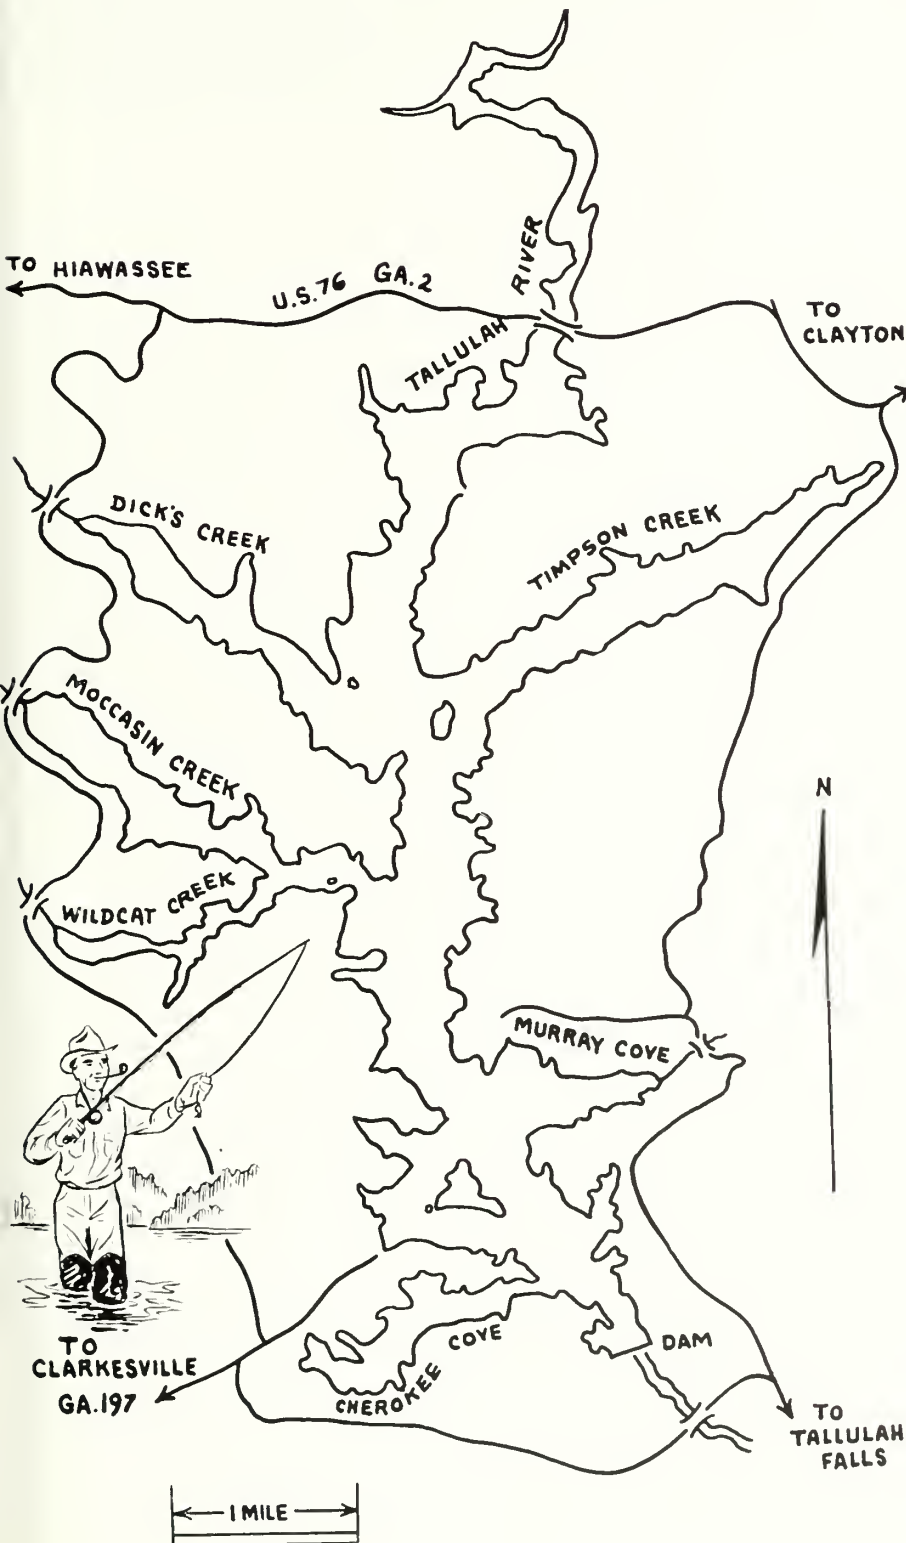 TO HIAWASSEE
U.S.76 GA.2
TALLULAH RIVER
TO
CLAYTON
DICK'S CREEK
TIMPSON CREEK
MOCCASIN CREEK
N
WILDCAT CREEK
MURRAY COVE
TO
CLARKESVILLE
GA.197
CHEROKEE COVE
DAM
TO
TALLULAH
FALLS
1 MILE